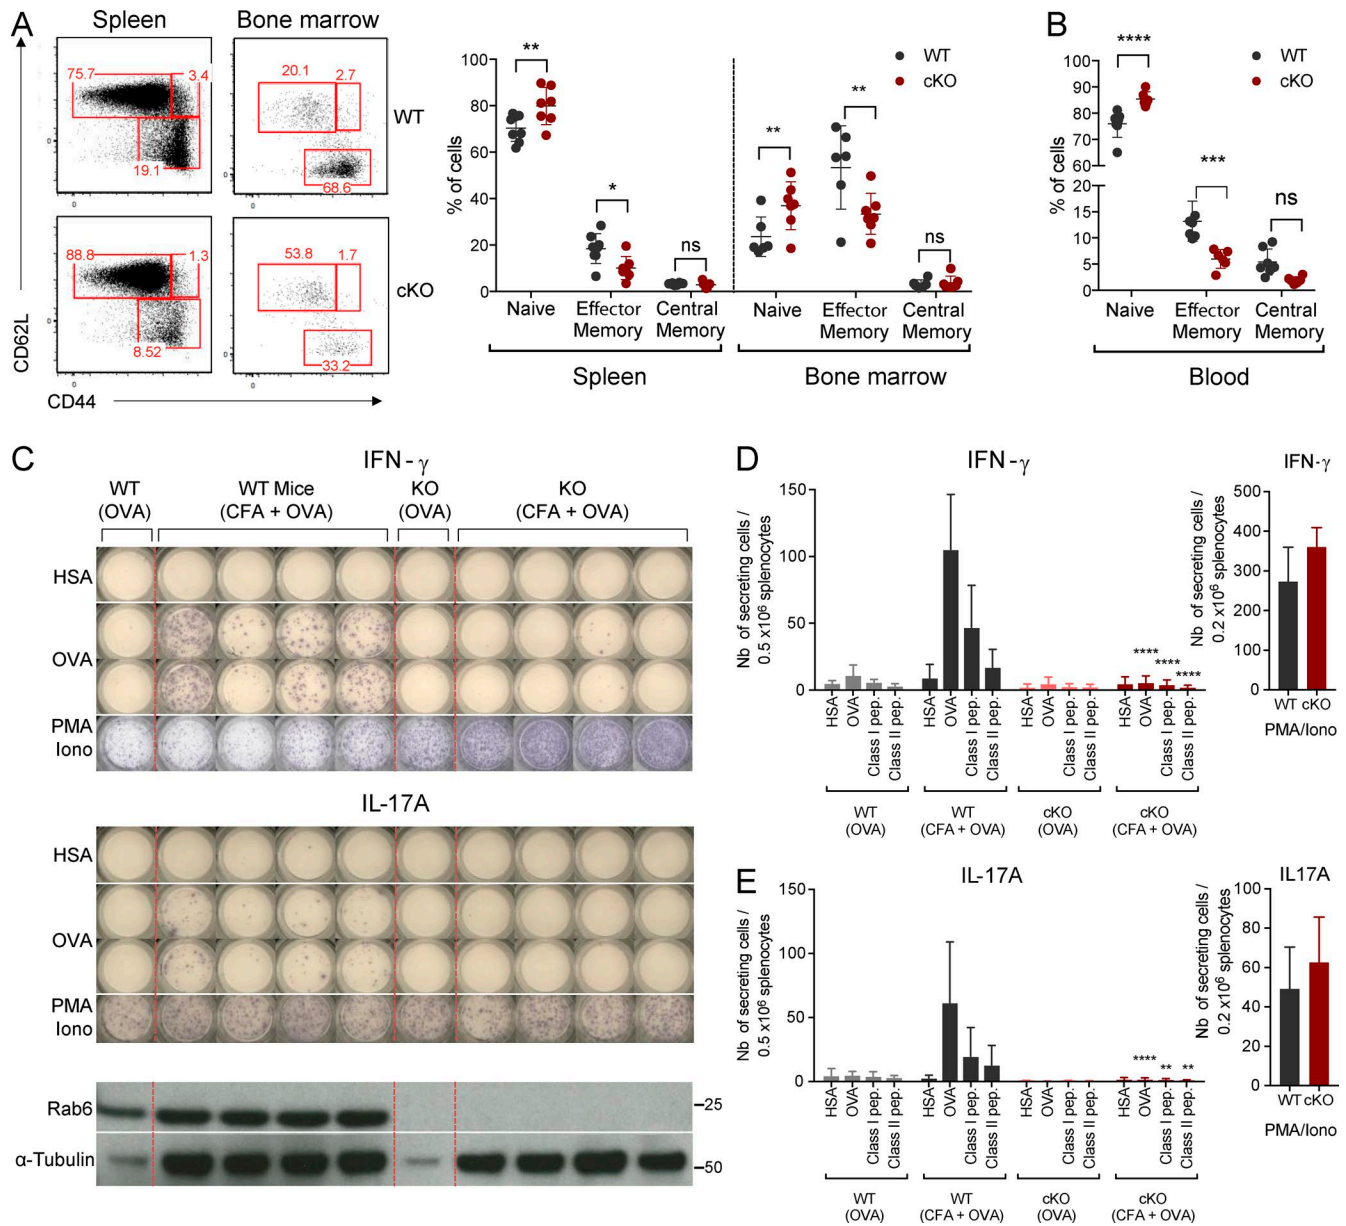 A
Spleen
Bone marrow
75.7
3.4
19.1
20.1
2.7
68.6
WT
88.8
1.3
8.52
53.8
1.7
33.2
cKO
0
0
0
0
0
0
0
0
CD62L
CD44
% of cells
100
80
60
40
20
0
**
*
ns
**
**
ns
WT
cKO
Naive
Effector
Memory
Central
Memory
Naive
Effector
Memory
Central
Memory
Spleen
Bone marrow
B
% of cells
100
90
80
70
60
20
15
10
5
0
****
***
ns
WT
cKO
Naive
Effector
Memory
Central
Memory
Blood
C
IFN-γ
WT
(OVA)
WT Mice
(CFA + OVA)
KO
(OVA)
KO
(CFA + OVA)
HSA
OVA
PMA
Iono
IL-17A
HSA
OVA
PMA
Iono
Rab6
α-Tubulin
25
50
D
IFN-γ
Nb of secreting cells /
0.5 x10⁶ splenocytes
150
100
50
0
****
****
****
HSA
OVA
Class I pep.
Class II pep.
HSA
OVA
Class I pep.
Class II pep.
HSA
OVA
Class I pep.
Class II pep.
HSA
OVA
Class I pep.
Class II pep.
WT
(OVA)
WT
(CFA + OVA)
cKO
(OVA)
cKO
(CFA + OVA)
IFN-γ
Nb of secreting cells /
0.2 x10⁶ splenocytes
500
400
300
200
100
0
WT cKO
PMA/Iono
E
IL-17A
Nb of secreting cells /
0.5 x10⁶ splenocytes
150
100
50
0
****
**
**
HSA
OVA
Class I pep.
Class II pep.
HSA
OVA
Class I pep.
Class II pep.
HSA
OVA
Class I pep.
Class II pep.
HSA
OVA
Class I pep.
Class II pep.
WT
(OVA)
WT
(CFA + OVA)
cKO
(OVA)
cKO
(CFA + OVA)
IL17A
Nb of secreting cells /
0.2 x10⁶ splenocytes
100
80
60
40
20
0
WT cKO
PMA/Iono